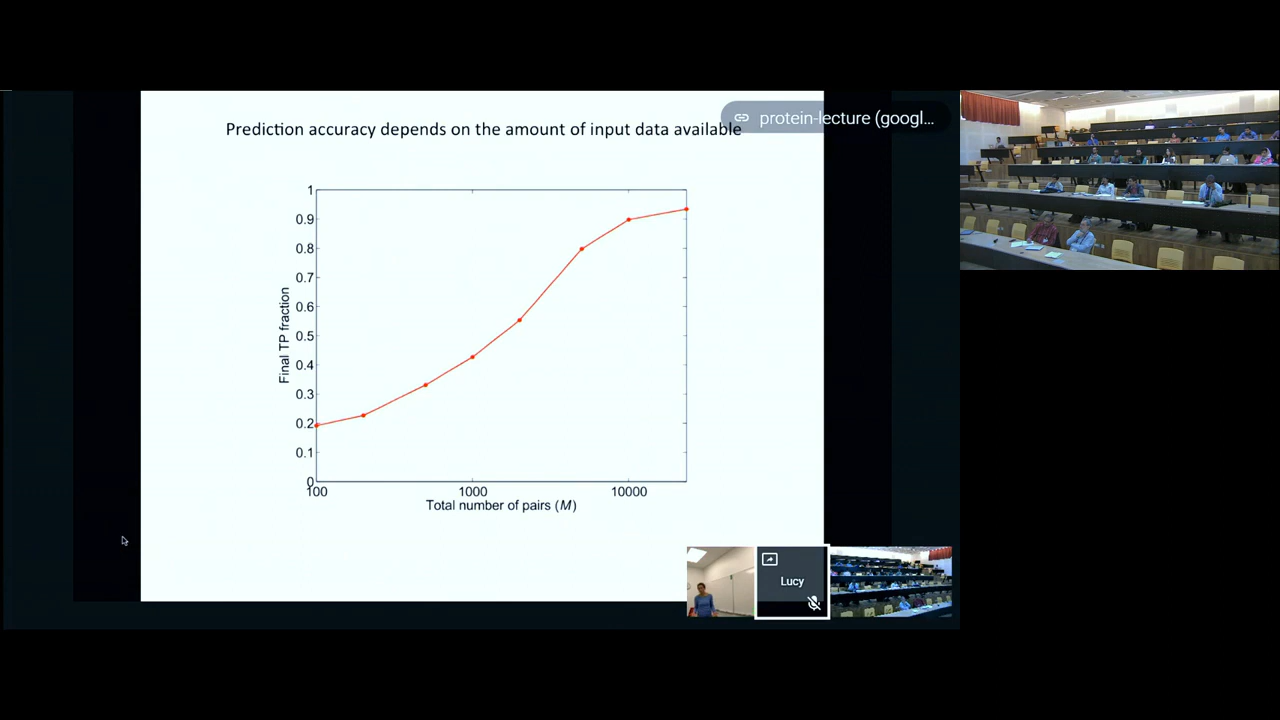 Prediction accuracy depends on the amount of input data available
protein-lecture (googl...
1
0.9
0.8
0.7
0.6
0.5
0.4
0.3
0.2
0.1
0
Final TP fraction
100
1000
10000
Total number of pairs (M)
Lucy